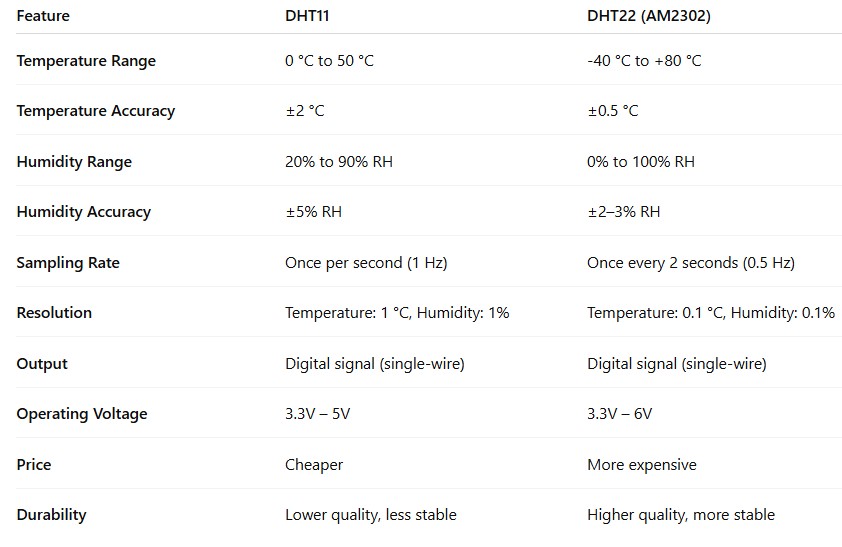 Feature DHT11 DHT22 (AM2302)
Temperature Range 0 °C to 50 °C -40 °C to +80 °C
Temperature Accuracy ±2 °C ±0.5 °C
Humidity Range 20% to 90% RH 0% to 100% RH
Humidity Accuracy ±5% RH ±2–3% RH
Sampling Rate Once per second (1 Hz) Once every 2 seconds (0.5 Hz)
Resolution Temperature: 1 °C, Humidity: 1% Temperature: 0.1 °C, Humidity: 0.1%
Output Digital signal (single-wire) Digital signal (single-wire)
Operating Voltage 3.3V – 5V 3.3V – 6V
Price Cheaper More expensive
Durability Lower quality, less stable Higher quality, more stable